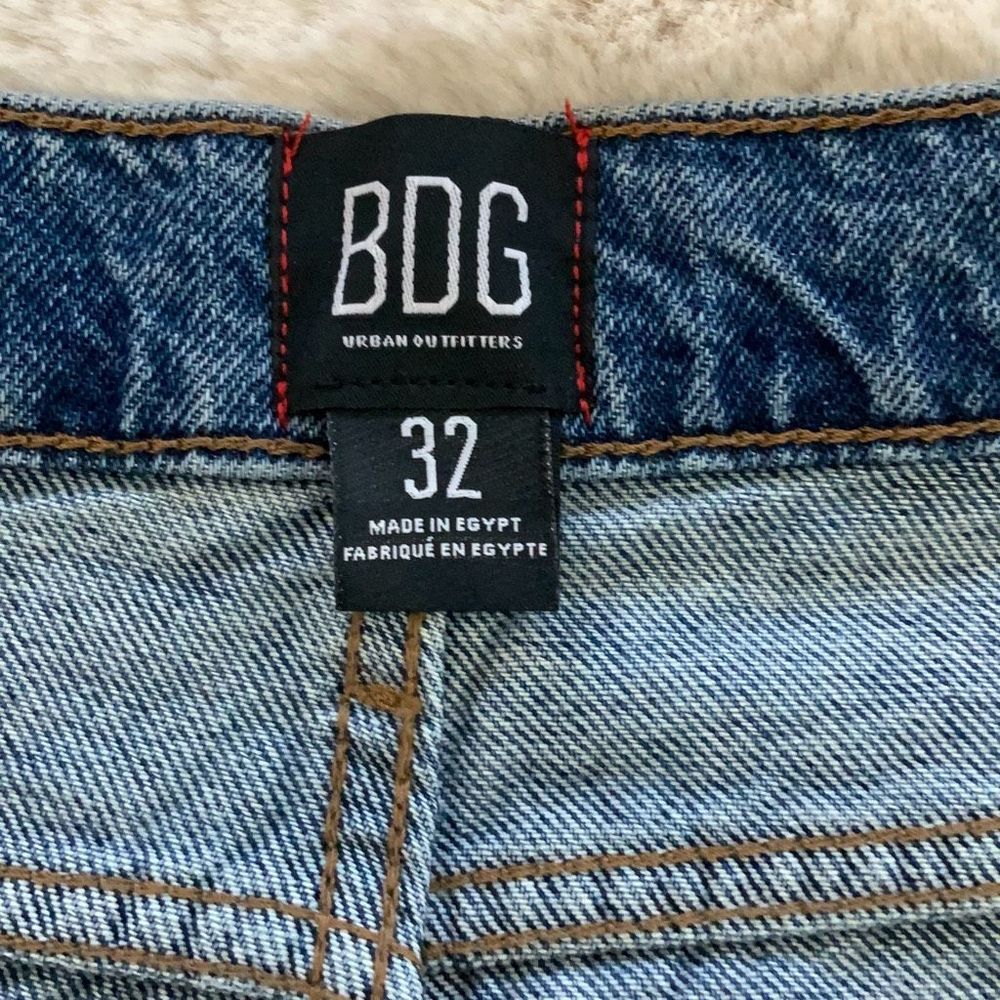 BDG
URBAN OUTFITTERS
32
MADE IN EGYPT
FABRIQUÉ EN EGYPTE